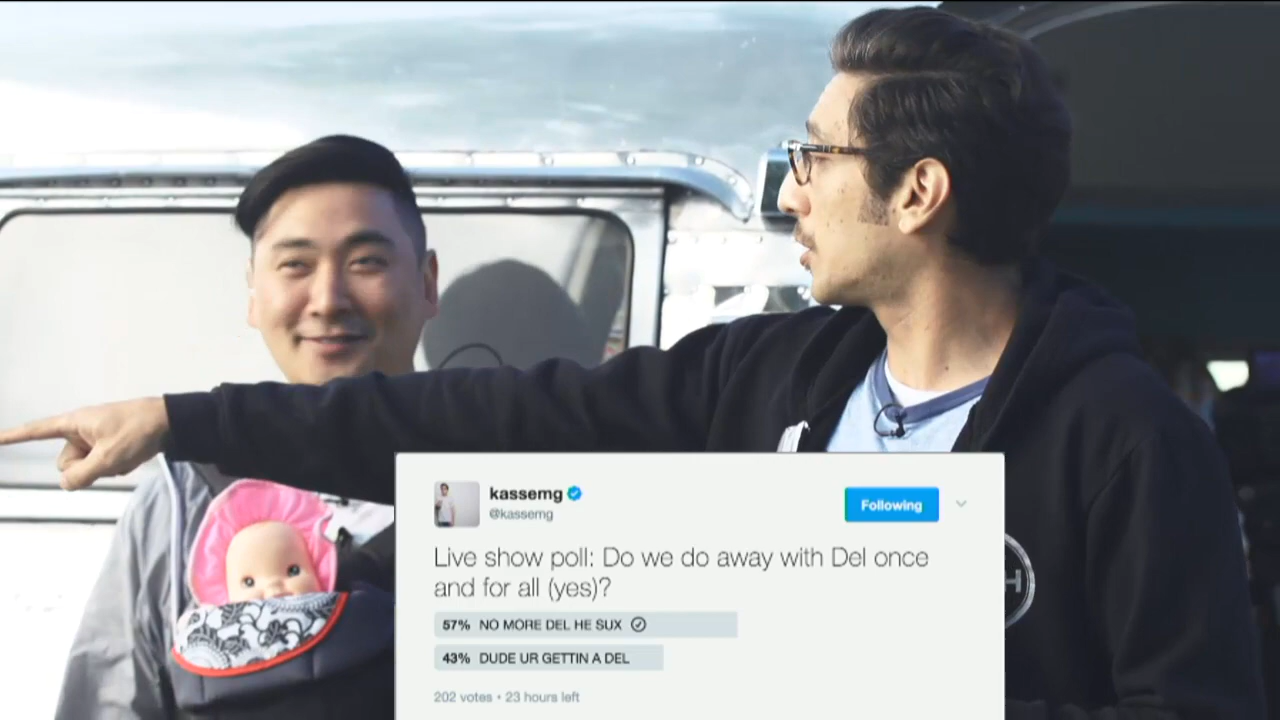 kassemg
@kassemg
Following
Live show poll: Do we do away with Del once
and for all (yes)?
57% NO MORE DEL HE SUX
43% DUDE UR GETTIN A DEL
202 votes • 23 hours left
H